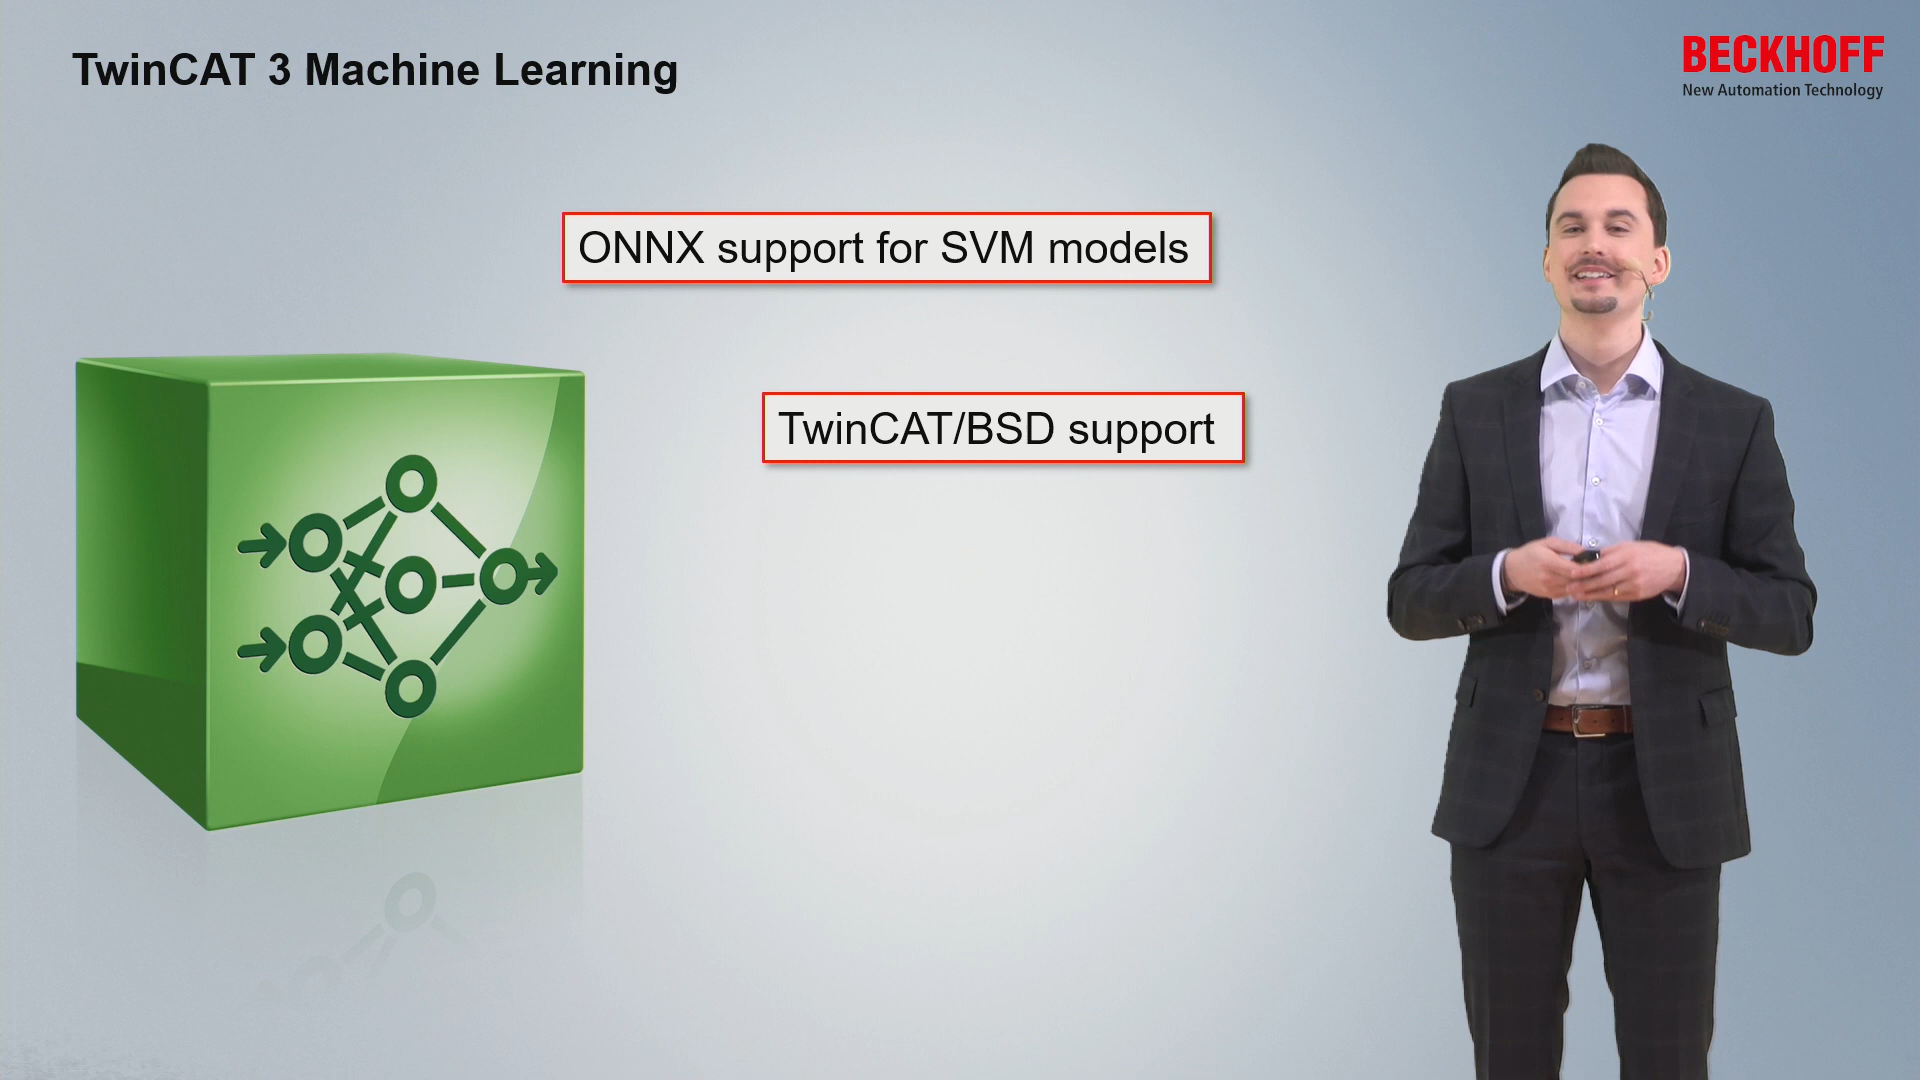 TwinCAT 3 Machine Learning
BECKHOFF
New Automation Technology
ONNX support for SVM models
TwinCAT/BSD support